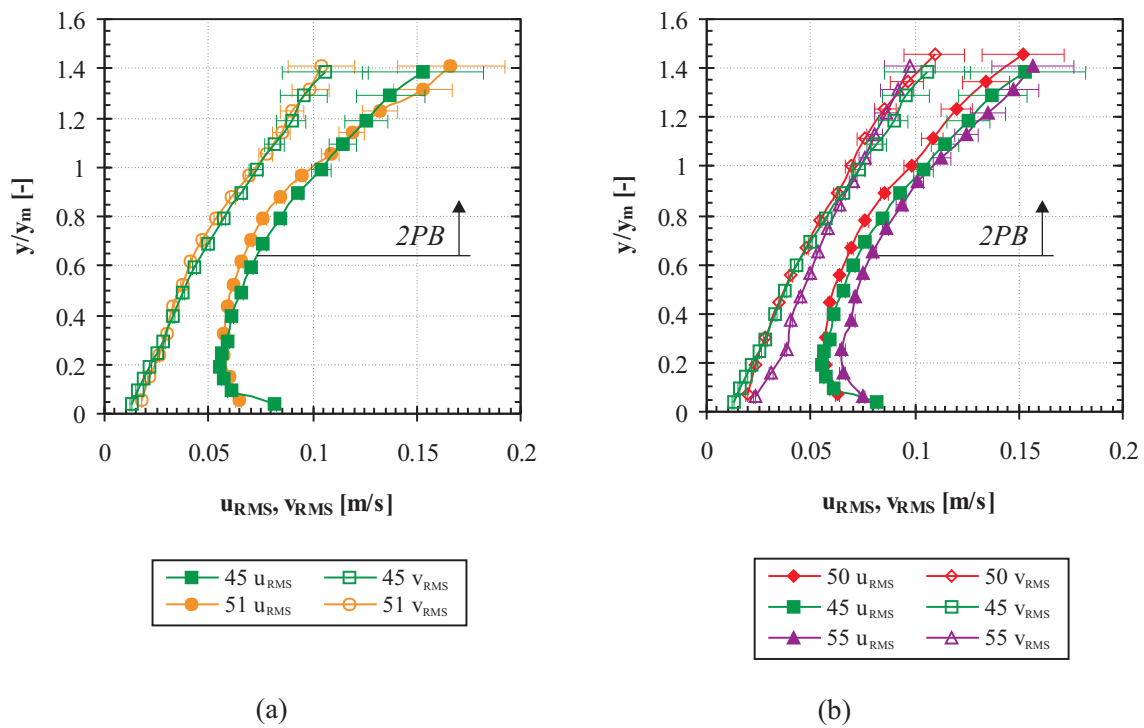 1.6
1.4
1.2
1
0.8
0.6
0.4
0.2
0
y/yₘ [-]
2PB
0
0.05
0.1
0.15
0.2
u_RMS, v_RMS [m/s]
45 u_RMS
45 v_RMS
51 u_RMS
51 v_RMS
(a)
1.6
1.4
1.2
1
0.8
0.6
0.4
0.2
0
y/yₘ [-]
2PB
0
0.05
0.1
0.15
0.2
u_RMS, v_RMS [m/s]
50 u_RMS
50 v_RMS
45 u_RMS
45 v_RMS
55 u_RMS
55 v_RMS
(b)